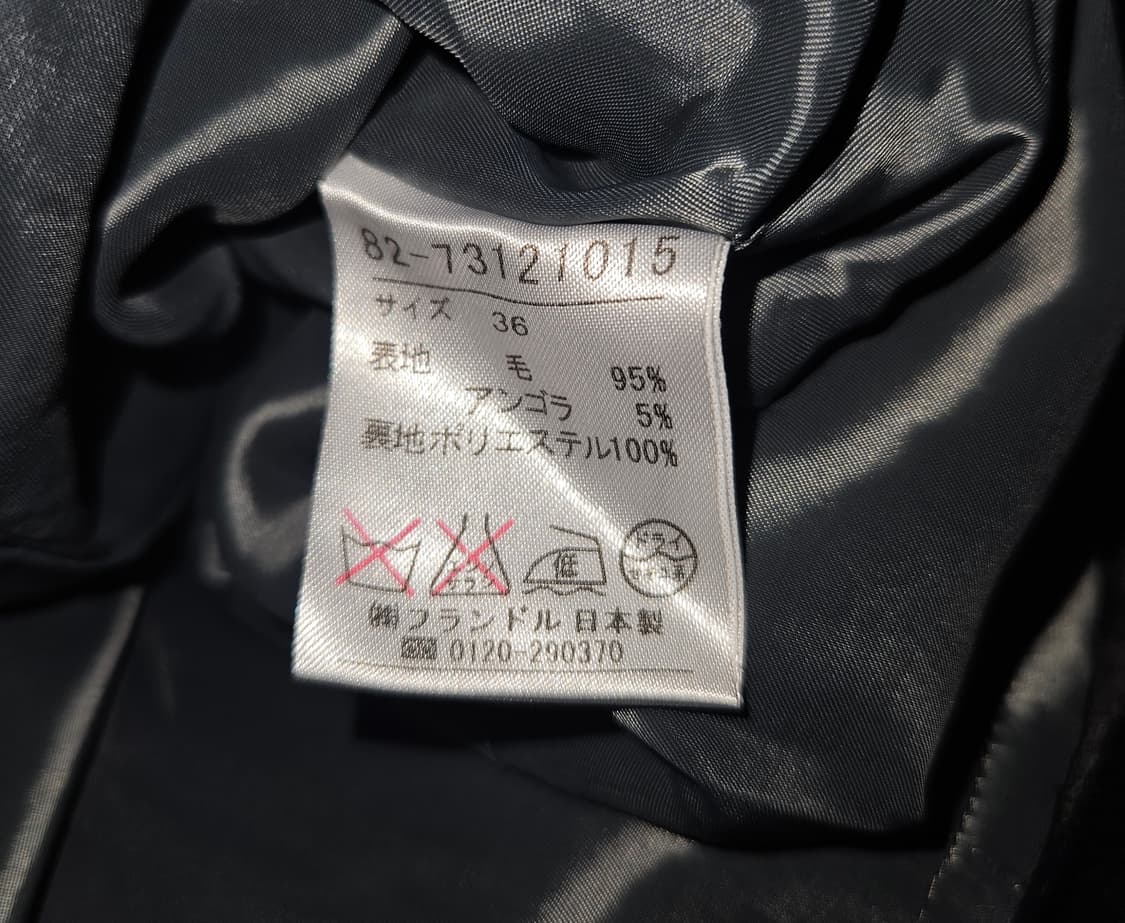 82-73121015
サイズ 36
表地 毛 95%
アンゴラ 5%
裏地ポリエステル100%
低
ドライ
㈱フランドル 日本製
0120-290370